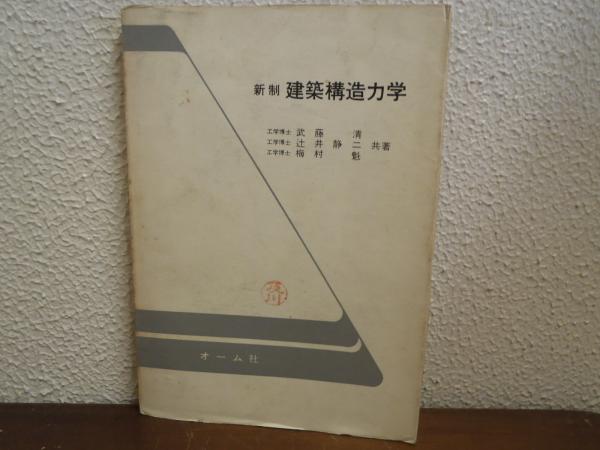 新制 建築構造力学
工学博士 武藤 清
工学博士 辻井静二 共著
工学博士 梅村 魁
オーム社